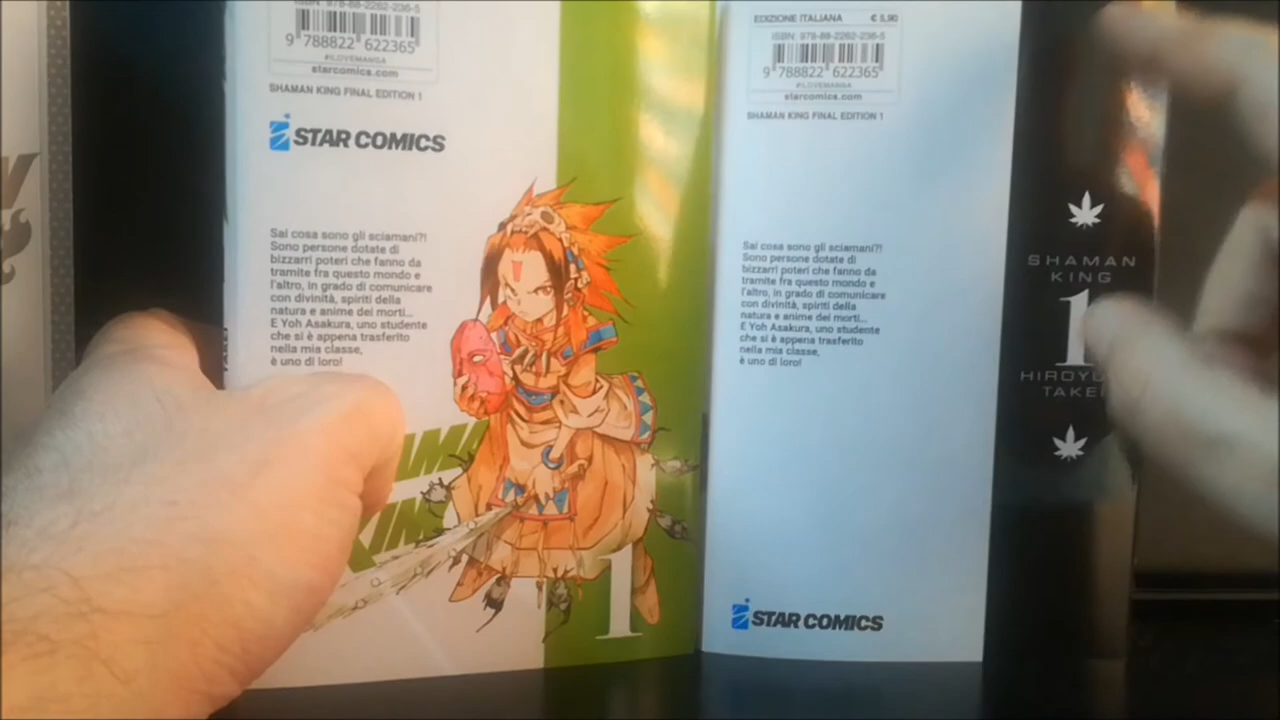 ISBN: 978-88-2262-236-5
9 788822 622365
#ILOVEMANGA
starcomics.com
SHAMAN KING FINAL EDITION 1
STAR COMICS
Sai cosa sono gli sciamani?!
Sono persone dotate di
bizzarri poteri che fanno da
tramite fra questo mondo e
l'altro, in grado di comunicare
con divinità, spiriti della
natura e anime dei morti...
E Yoh Asakura, uno studente
che si è appena trasferito
nella mia classe,
è uno di loro!
1
EDIZIONE ITALIANA € 5,90
ISBN: 978-88-2262-236-5
9 788822 622365
#ILOVEMANGA
starcomics.com
SHAMAN KING FINAL EDITION 1
Sai cosa sono gli sciamani?!
Sono persone dotate di
bizzarri poteri che fanno da
tramite fra questo mondo e
l'altro, in grado di comunicare
con divinità, spiriti della
natura e anime dei morti...
E Yoh Asakura, uno studente
che si è appena trasferito
nella mia classe,
è uno di loro!
STAR COMICS
SHAMAN
KING
1